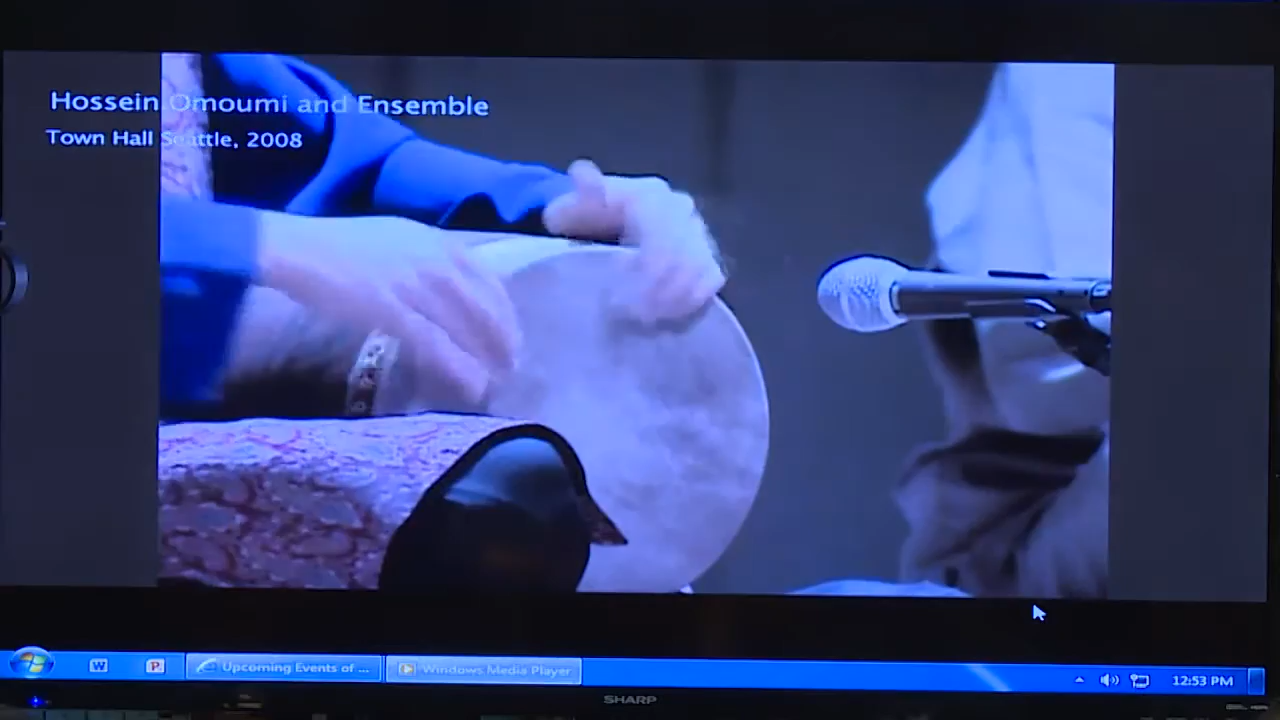 Hossein Omoumi and Ensemble
Town Hall Seattle, 2008
W
P
Upcoming Events of ...
Windows Media Player
12:53 PM
SHARP